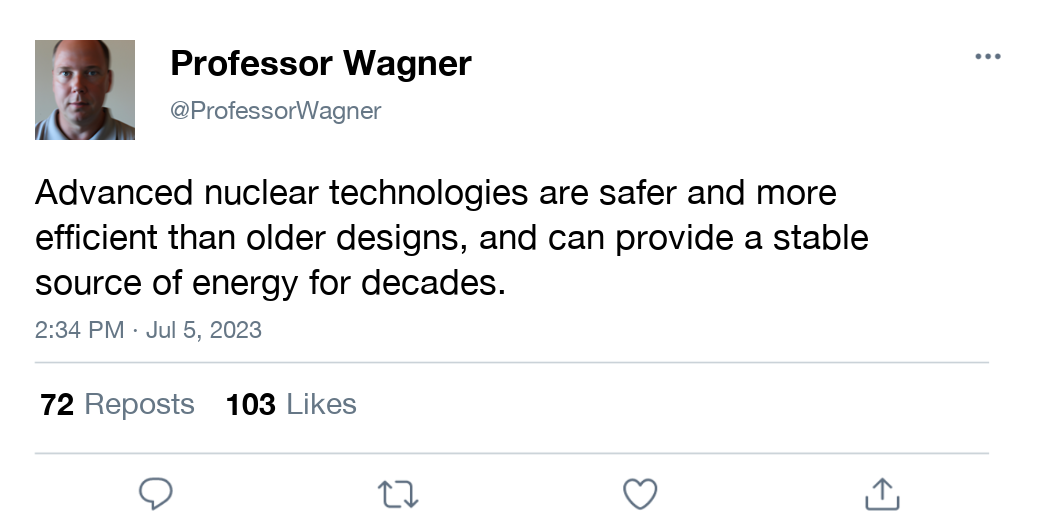 Professor Wagner
@ProfessorWagner
Advanced nuclear technologies are safer and more
efficient than older designs, and can provide a stable
source of energy for decades.
2:34 PM · Jul 5, 2023
72 Reposts 103 Likes